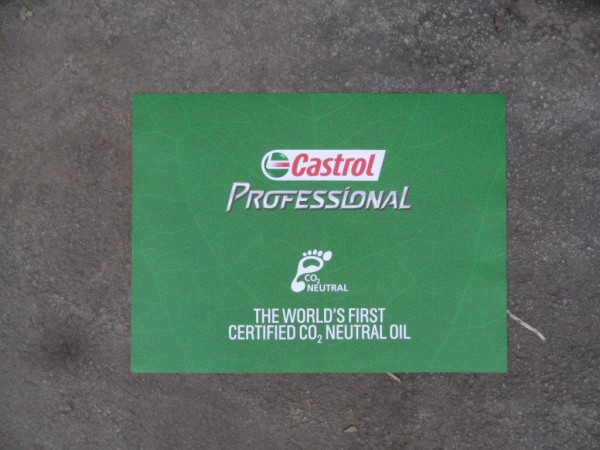 Castrol
PROFESSIONAL
CO₂
NEUTRAL
THE WORLD'S FIRST
CERTIFIED CO₂ NEUTRAL OIL